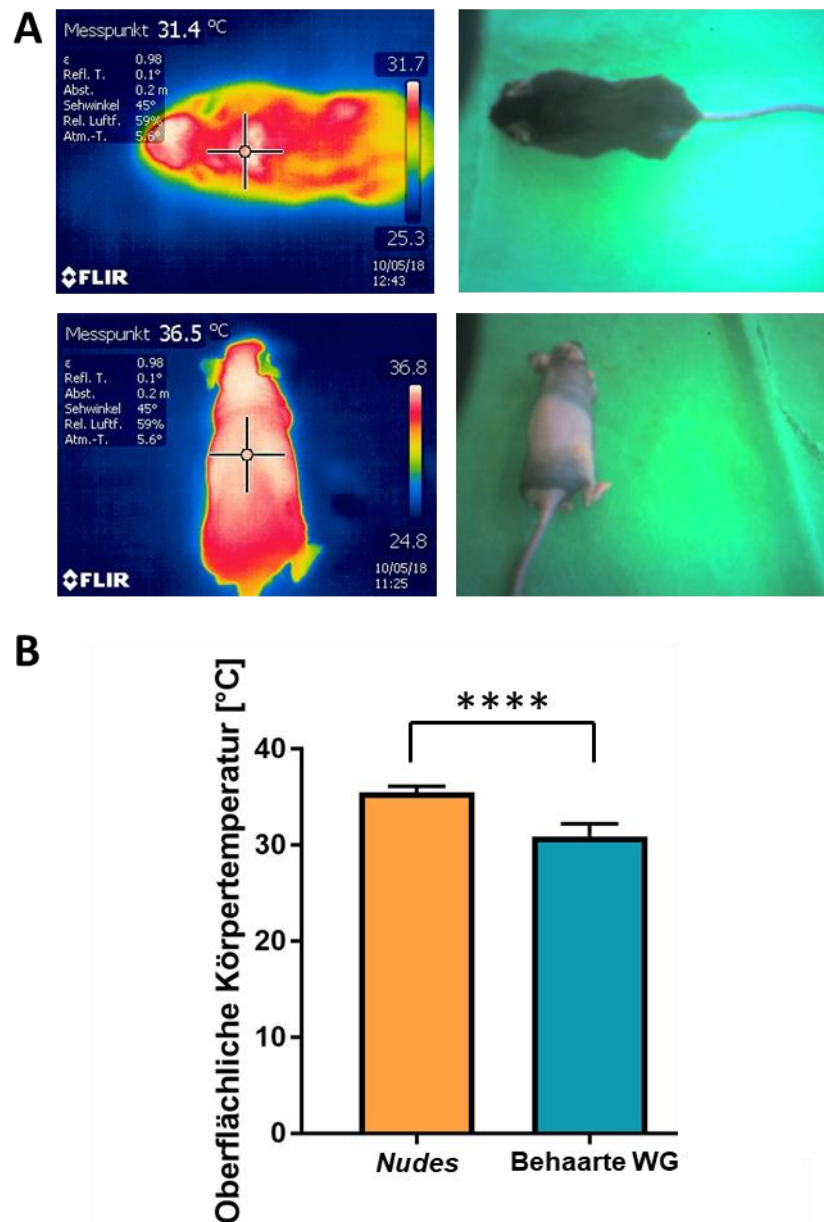 A
Messpunkt 31.4 °C
ε 0.98
Refl. T. 0.1°
Abst. 0.2 m
Sehwinkel 45°
Rel. Luftf. 59%
Atm.-T. 5.6°
31.7
25.3
10/05/18
12:43
FLIR
Messpunkt 36.5 °C
ε 0.98
Refl. T. 0.1°
Abst. 0.2 m
Sehwinkel 45°
Rel. Luftf. 59%
Atm.-T. 5.6°
36.8
24.8
10/05/18
11:25
FLIR
B
Oberflächliche Körpertemperatur [°C]
****
40
30
20
10
0
Nudes
Behaarte WG